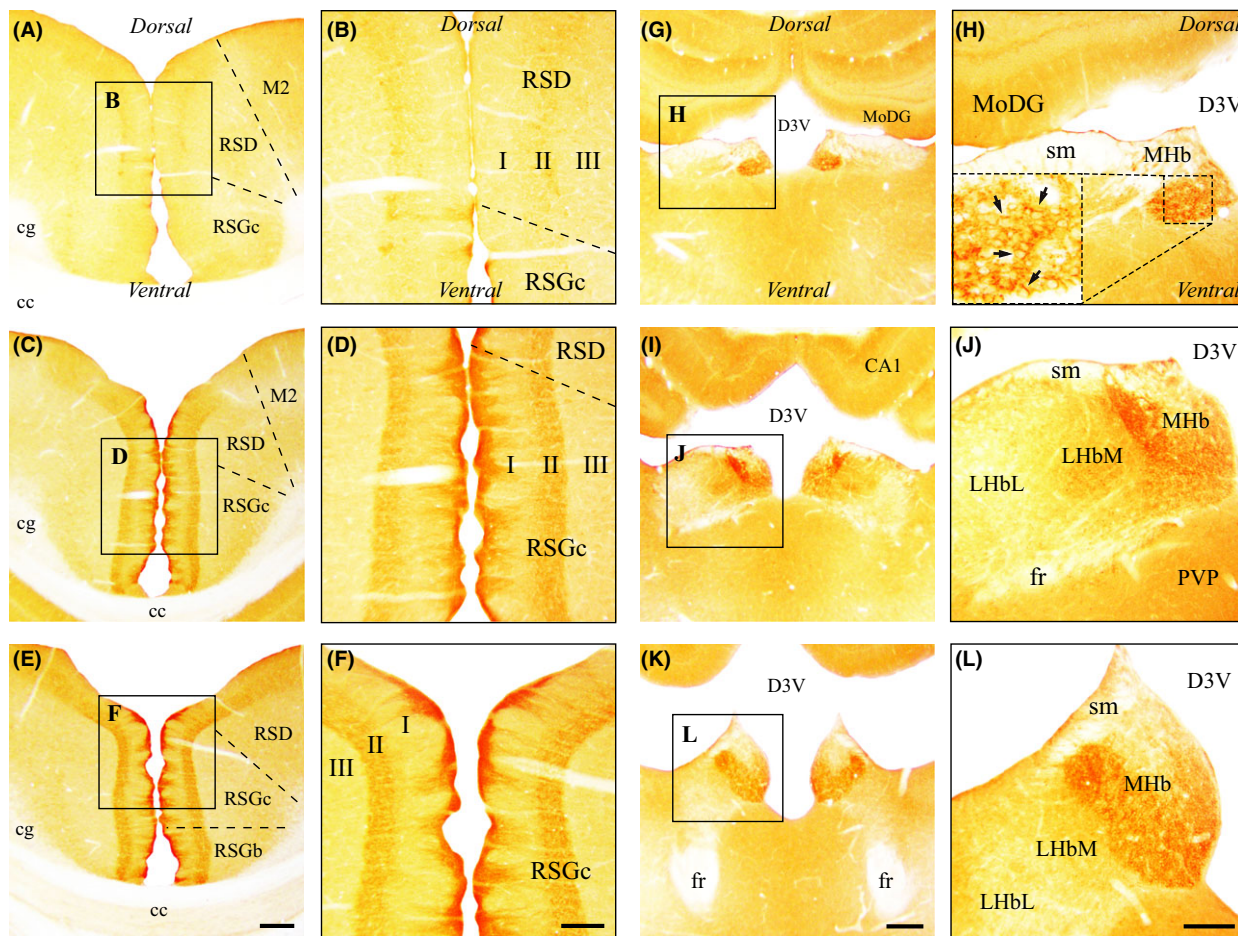 (A)
Dorsal
M2
B
RSD
cg
RSGc
cc
Ventral
(B)
Dorsal
RSD
I II III
RSGc
Ventral
(G)
Dorsal
H
D3V
MoDG
Ventral
(H)
Dorsal
MoDG
D3V
sm
MHb
Ventral
(C)
M2
RSD
D
RSGc
cg
cc
(D)
RSD
I II III
RSGc
(I)
CA1
D3V
J
(J)
D3V
sm
MHb
LHbM
LHbL
fr
PVP
(E)
F
RSD
RSGc
cg
RSGb
cc
(F)
I
II
III
RSGc
(K)
D3V
L
fr
fr
(L)
D3V
sm
MHb
LHbM
LHbL